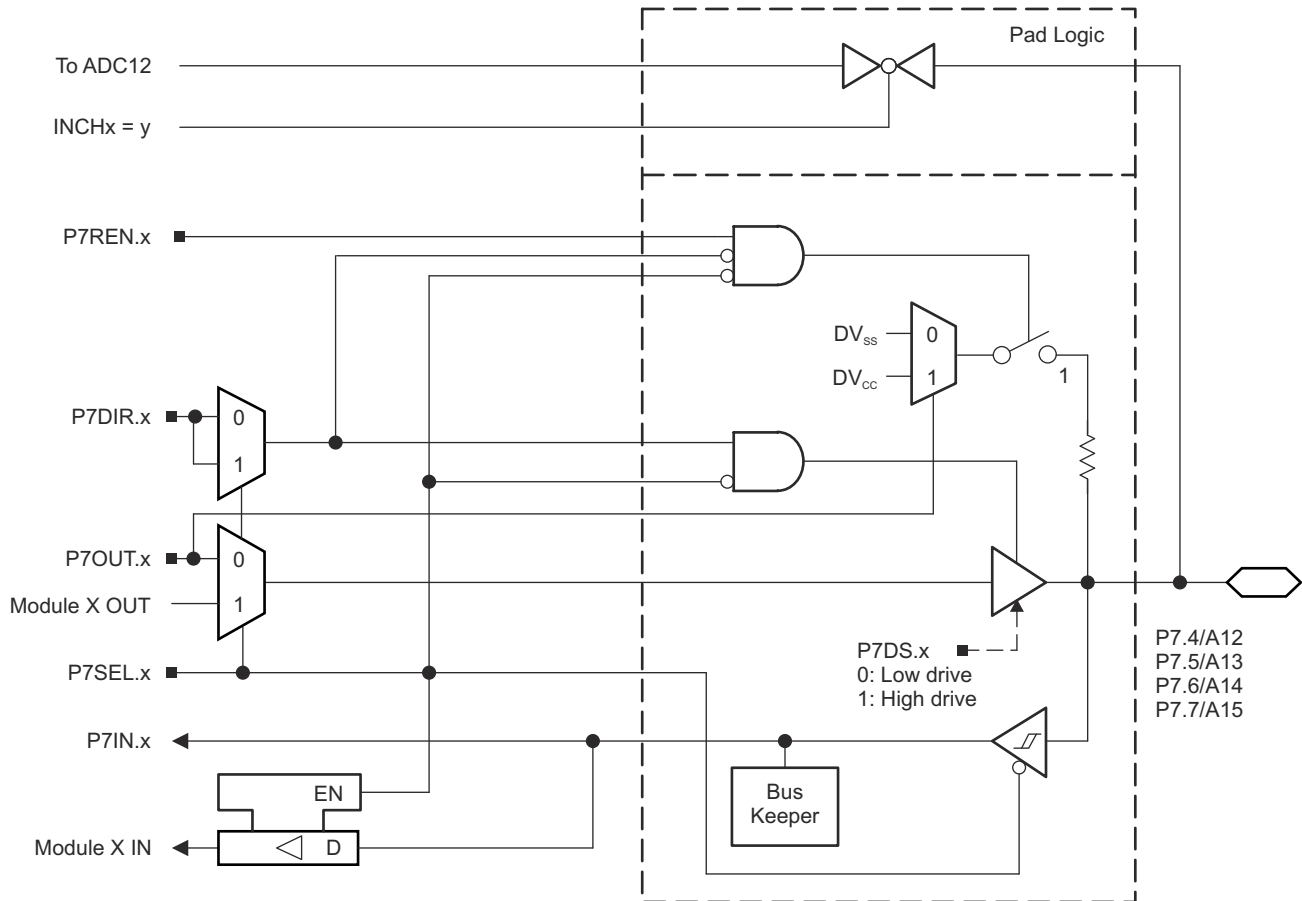 Pad Logic
To ADC12
INCHx = y
P7REN.x
DVSS
0
DVCC
1
1
P7DIR.x
0
1
P7OUT.x
0
Module X OUT
1
P7DS.x
0: Low drive
1: High drive
P7.4/A12
P7.5/A13
P7.6/A14
P7.7/A15
P7SEL.x
P7IN.x
EN
Bus
Keeper
Module X IN
D